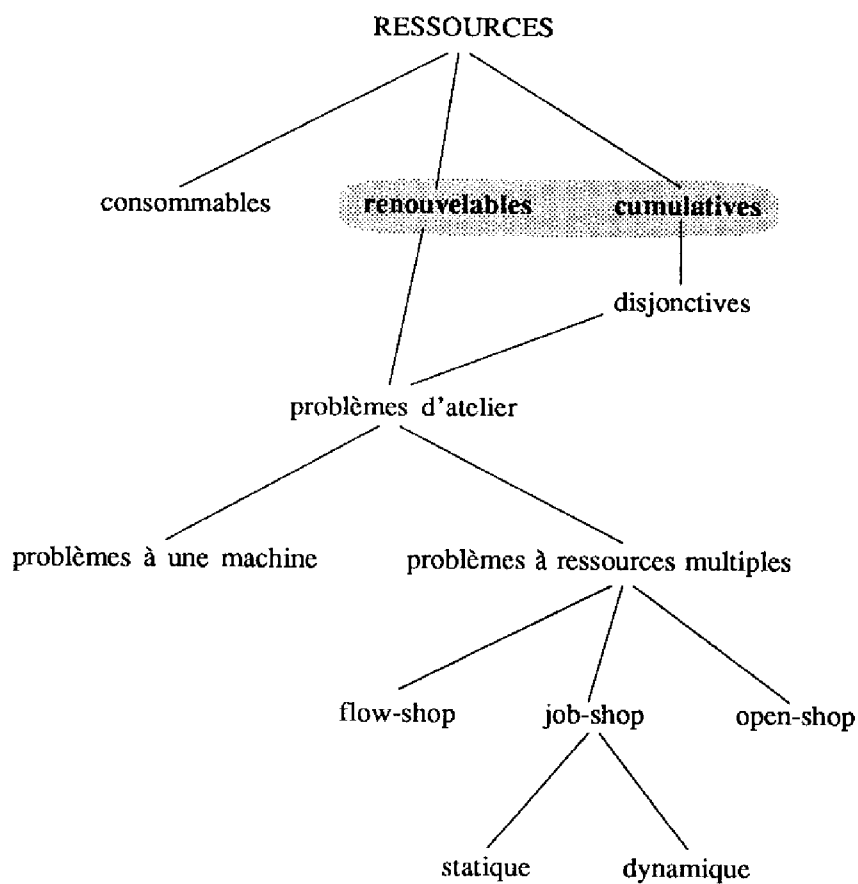 RESSOURCES
consommables renouvelables cumulatives
disjonctives
problèmes d'atelier
problèmes à une machine problèmes à ressources multiples
flow-shop job-shop open-shop
statique dynamique